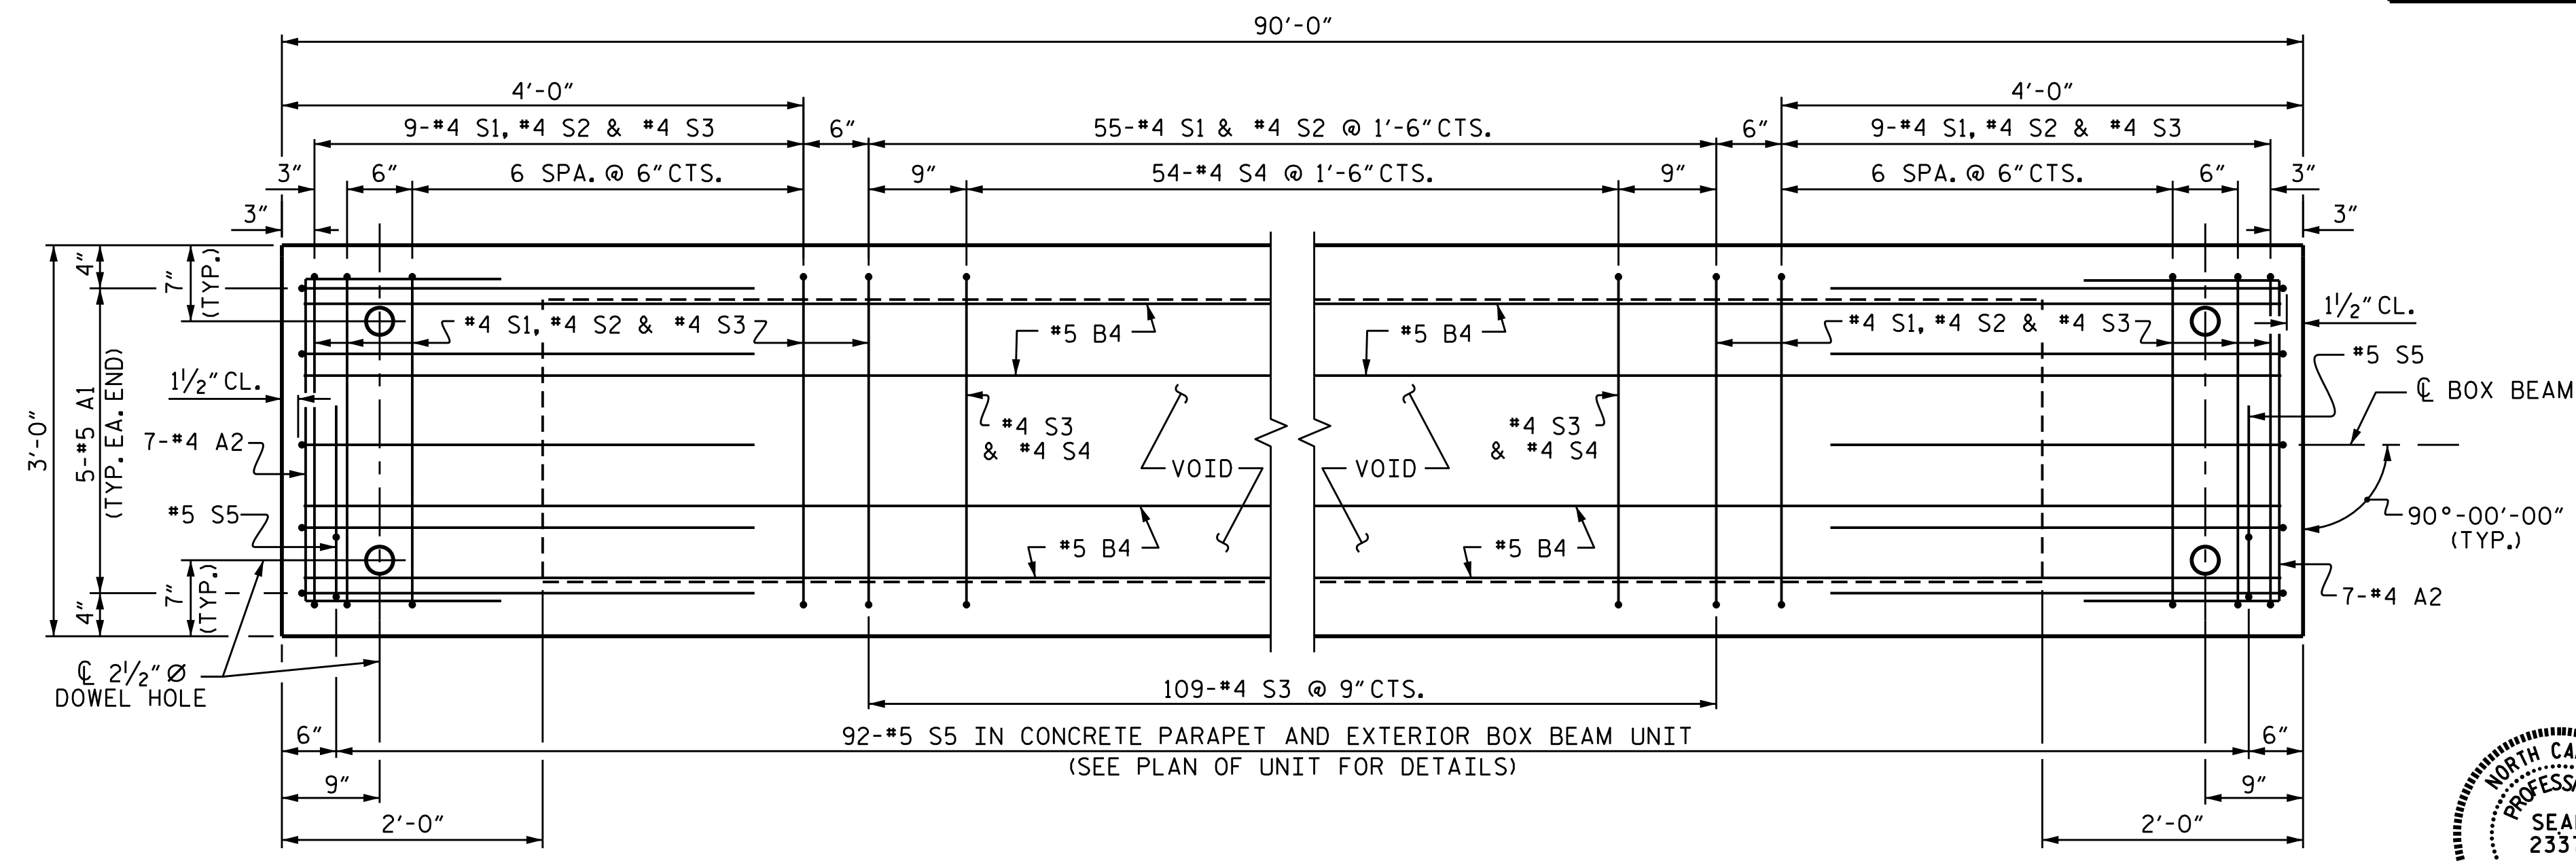 90'-0"
4'-0"
4'-0"
9-#4 S1, #4 S2 & #4 S3
6"
55-#4 S1 & #4 S2 @ 1'-6" CTS.
6"
9-#4 S1, #4 S2 & #4 S3
3"
6"
6 SPA. @ 6" CTS.
9"
54-#4 S4 @ 1'-6" CTS.
9"
6 SPA. @ 6" CTS.
6"
3"
3"
3"
4"
7"
(TYP.)
#4 S1, #4 S2 & #4 S3
#5 B4
#5 B4
#4 S1, #4 S2 & #4 S3
1½" CL.
#5 S5
℄ BOX BEAM
1½" CL.
3'-0"
5-#5 A1
(TYP. EA. END)
7-#4 A2
#4 S3
& #4 S4
VOID
VOID
#4 S3
& #4 S4
#5 S5
90°-00'-00"
(TYP.)
#5 B4
#5 B4
7-#4 A2
4"
7"
(TYP.)
℄ 2½" Ø
DOWEL HOLE
109-#4 S3 @ 9" CTS.
6"
92-#5 S5 IN CONCRETE PARAPET AND EXTERIOR BOX BEAM UNIT
6"
(SEE PLAN OF UNIT FOR DETAILS)
9"
9"
2'-0"
2'-0"
NORTH